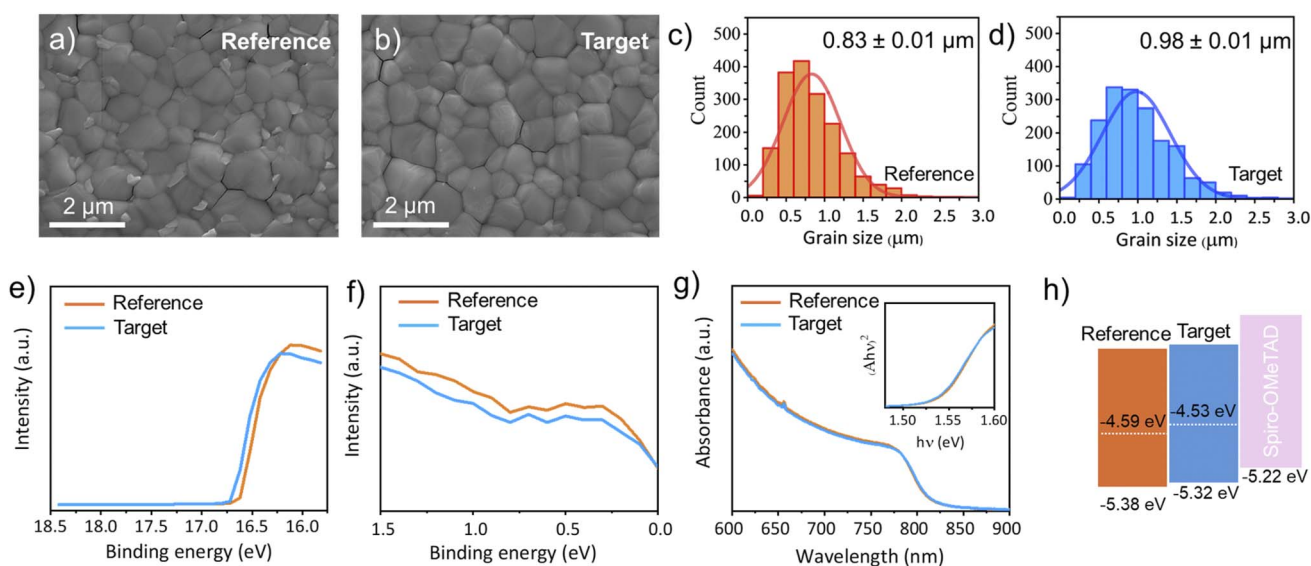 a)
Reference
2 μm
b)
Target
2 μm
c)
0.83 ± 0.01 μm
500
400
300
200
100
0
Count
Reference
0.0 0.5 1.0 1.5 2.0 2.5 3.0
Grain size (μm)
d)
0.98 ± 0.01 μm
500
400
300
200
100
0
Count
Target
0.0 0.5 1.0 1.5 2.0 2.5 3.0
Grain size (μm)
e)
Reference
Target
Intensity (a.u.)
18.5 18.0 17.5 17.0 16.5 16.0
Binding energy (eV)
f)
Reference
Target
Intensity (a.u.)
1.5 1.0 0.5 0.0
Binding energy (eV)
g)
Reference
Target
Absorbance (a.u.)
(Ahν)²
1.50 1.55 1.60
hν (eV)
600 650 700 750 800 850 900
Wavelength (nm)
h)
Reference
Target
Spiro-OMeTAD
-4.59 eV
-4.53 eV
-5.38 eV
-5.32 eV
-5.22 eV